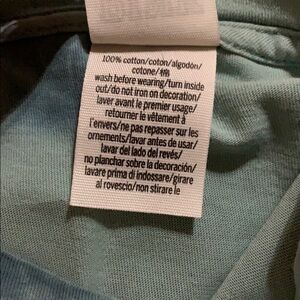 100% cotton/coton/algodón/
cotone/棉
wash before wearing/turn inside
out/do not iron on decoration/
laver avant le premier usage/
retourner le vêtement à
l'envers/ne pas repasser sur les
ornements/lavar antes de usar/
lavar del lado del revés/
no planchar sobre la decoración/
lavare prima di indossare/girare
al rovescio/non stirare le